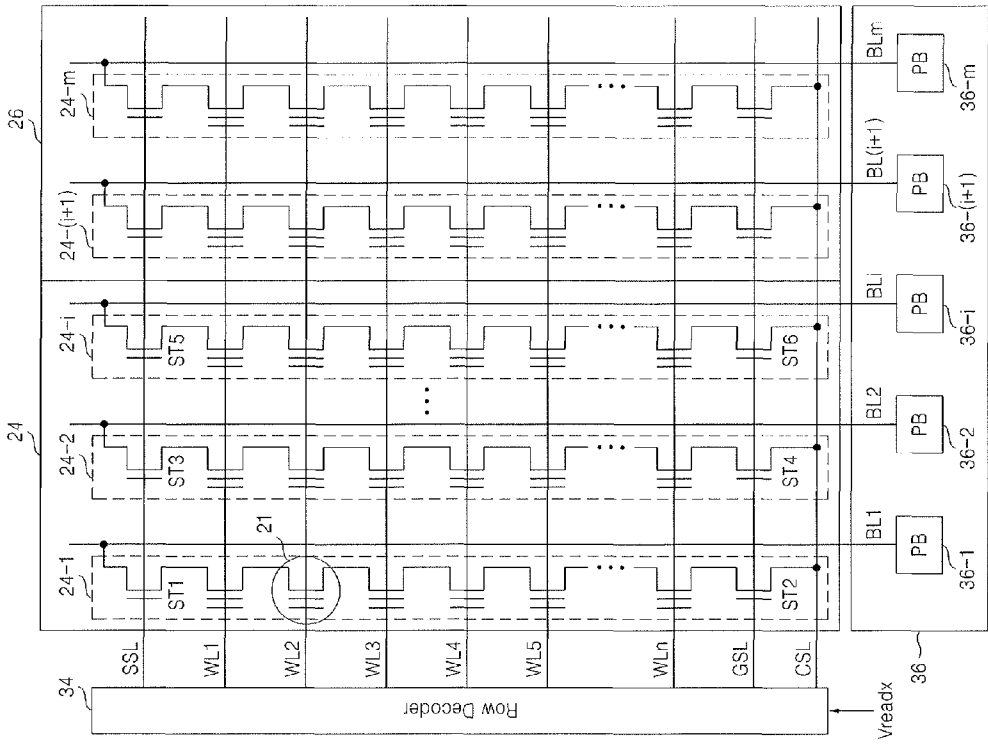 24
26
24-1
24-2
24-i
24-(i+1)
24-m
34
21
SSL
WL1
WL2
WL3
WL4
WL5
WLn
GSL
CSL
Row Decoder
Vreadx
ST1
ST3
ST5
ST2
ST4
ST6
BL1
BL2
BLi
BL(i+1)
BLm
PB
PB
PB
PB
PB
36-1
36-2
36-i
36-(i+1)
36-m
36